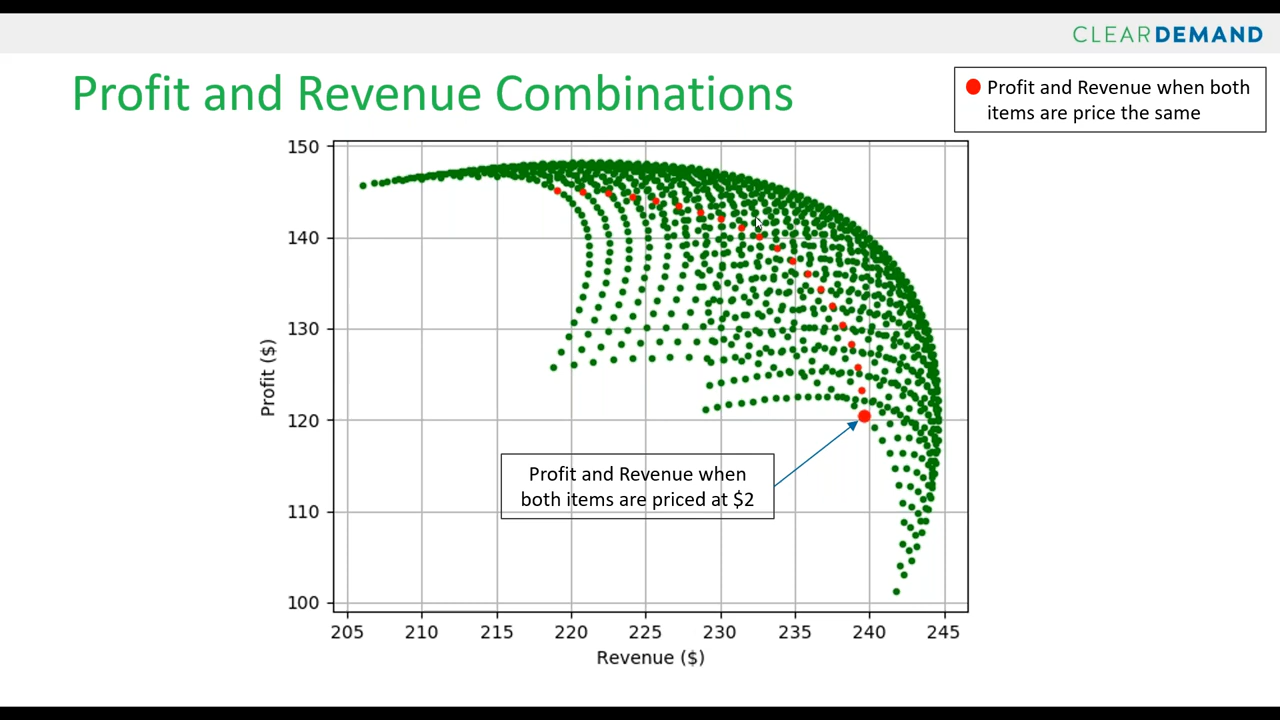 CLEARDEMAND
Profit and Revenue Combinations
Profit and Revenue when both
items are price the same
150
140
130
120
110
100
Profit ($)
Profit and Revenue when
both items are priced at $2
205 210 215 220 225 230 235 240 245
Revenue ($)